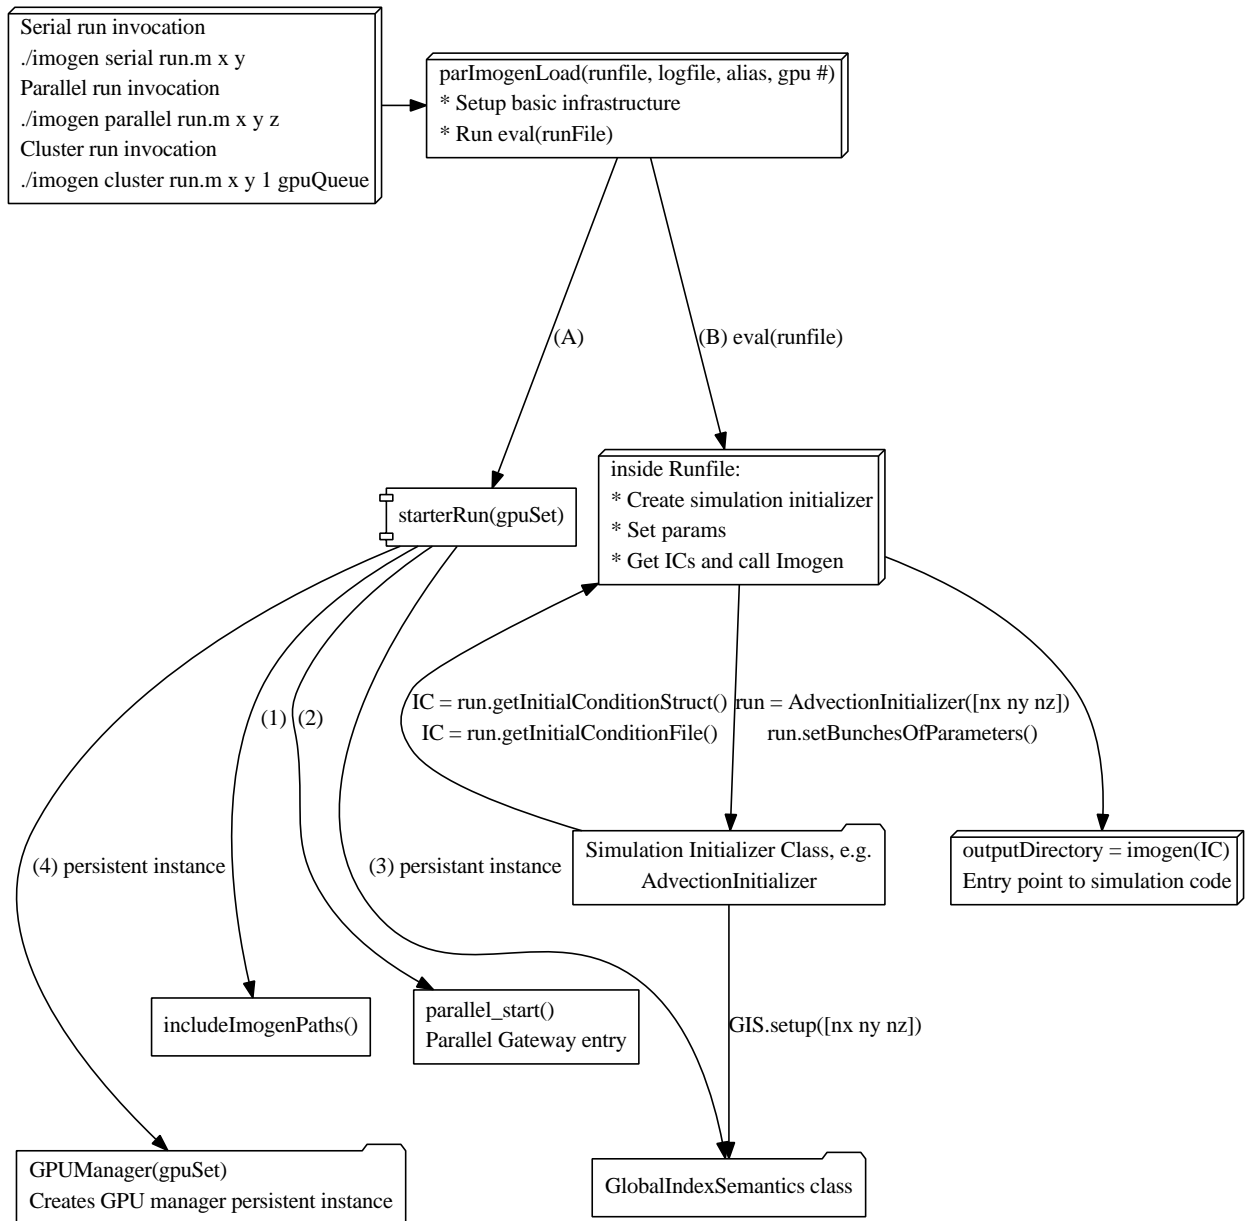 Serial run invocation
./imogen serial run.m x y
Parallel run invocation
./imogen parallel run.m x y z
Cluster run invocation
./imogen cluster run.m x y 1 gpuQueue
parImogenLoad(runfile, logfile, alias, gpu #)
* Setup basic infrastructure
* Run eval(runFile)
(A)
(B) eval(runfile)
starterRun(gpuSet)
inside Runfile:
* Create simulation initializer
* Set params
* Get ICs and call Imogen
(1)
(2)
IC = run.getInitialConditionStruct()
IC = run.getInitialConditionFile()
run = AdvectionInitializer([nx ny nz])
run.setBunchesOfParameters()
(4) persistent instance
(3) persistant instance
Simulation Initializer Class, e.g.
AdvectionInitializer
outputDirectory = imogen(IC)
Entry point to simulation code
includeImogenPaths()
parallel_start()
Parallel Gateway entry
GIS.setup([nx ny nz])
GPUManager(gpuSet)
Creates GPU manager persistent instance
GlobalIndexSemantics class